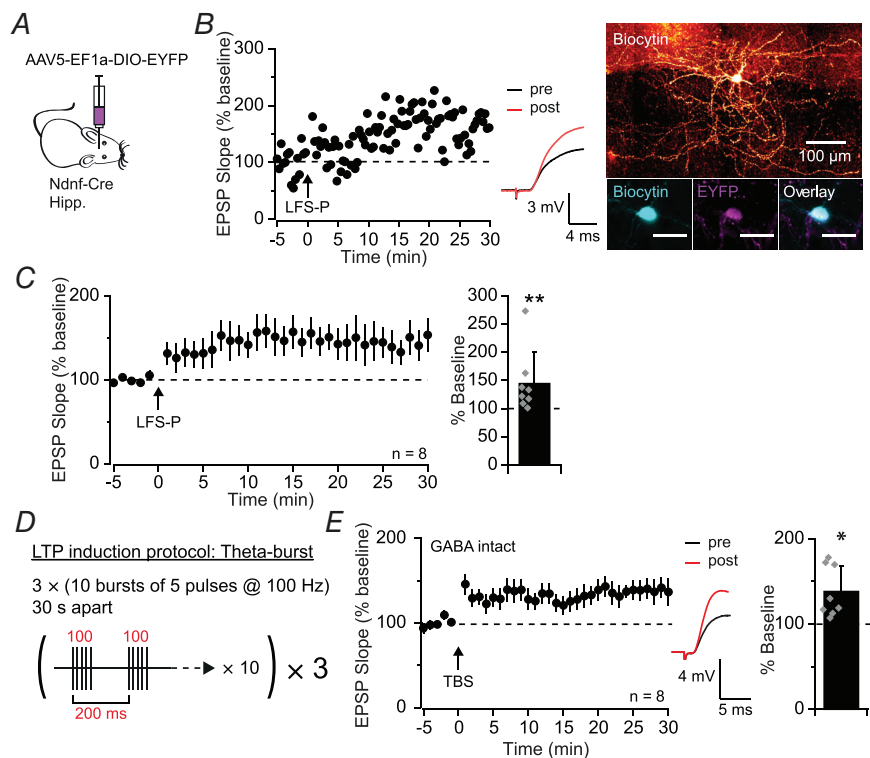 A
AAV5-EF1a-DIO-EYFP
Ndnf-Cre
Hipp.
B
EPSP Slope (% baseline)
300
200
100
0
LFS-P
-5 0 5 10 15 20 25 30
Time (min)
pre
post
3 mV
4 ms
Biocytin
100 µm
Biocytin
EYFP
Overlay
C
EPSP Slope (% baseline)
200
100
0
LFS-P
n = 8
-5 0 5 10 15 20 25 30
Time (min)
% Baseline
300
250
200
150
100
50
0
**
D
LTP induction protocol: Theta-burst
3 × (10 bursts of 5 pulses @ 100 Hz)
30 s apart
100 100
( × 10 ) × 3
200 ms
E
EPSP Slope (% baseline)
200
100
0
GABA intact
TBS
n = 8
-5 0 5 10 15 20 25 30
Time (min)
pre
post
4 mV
5 ms
% Baseline
200
100
0
*